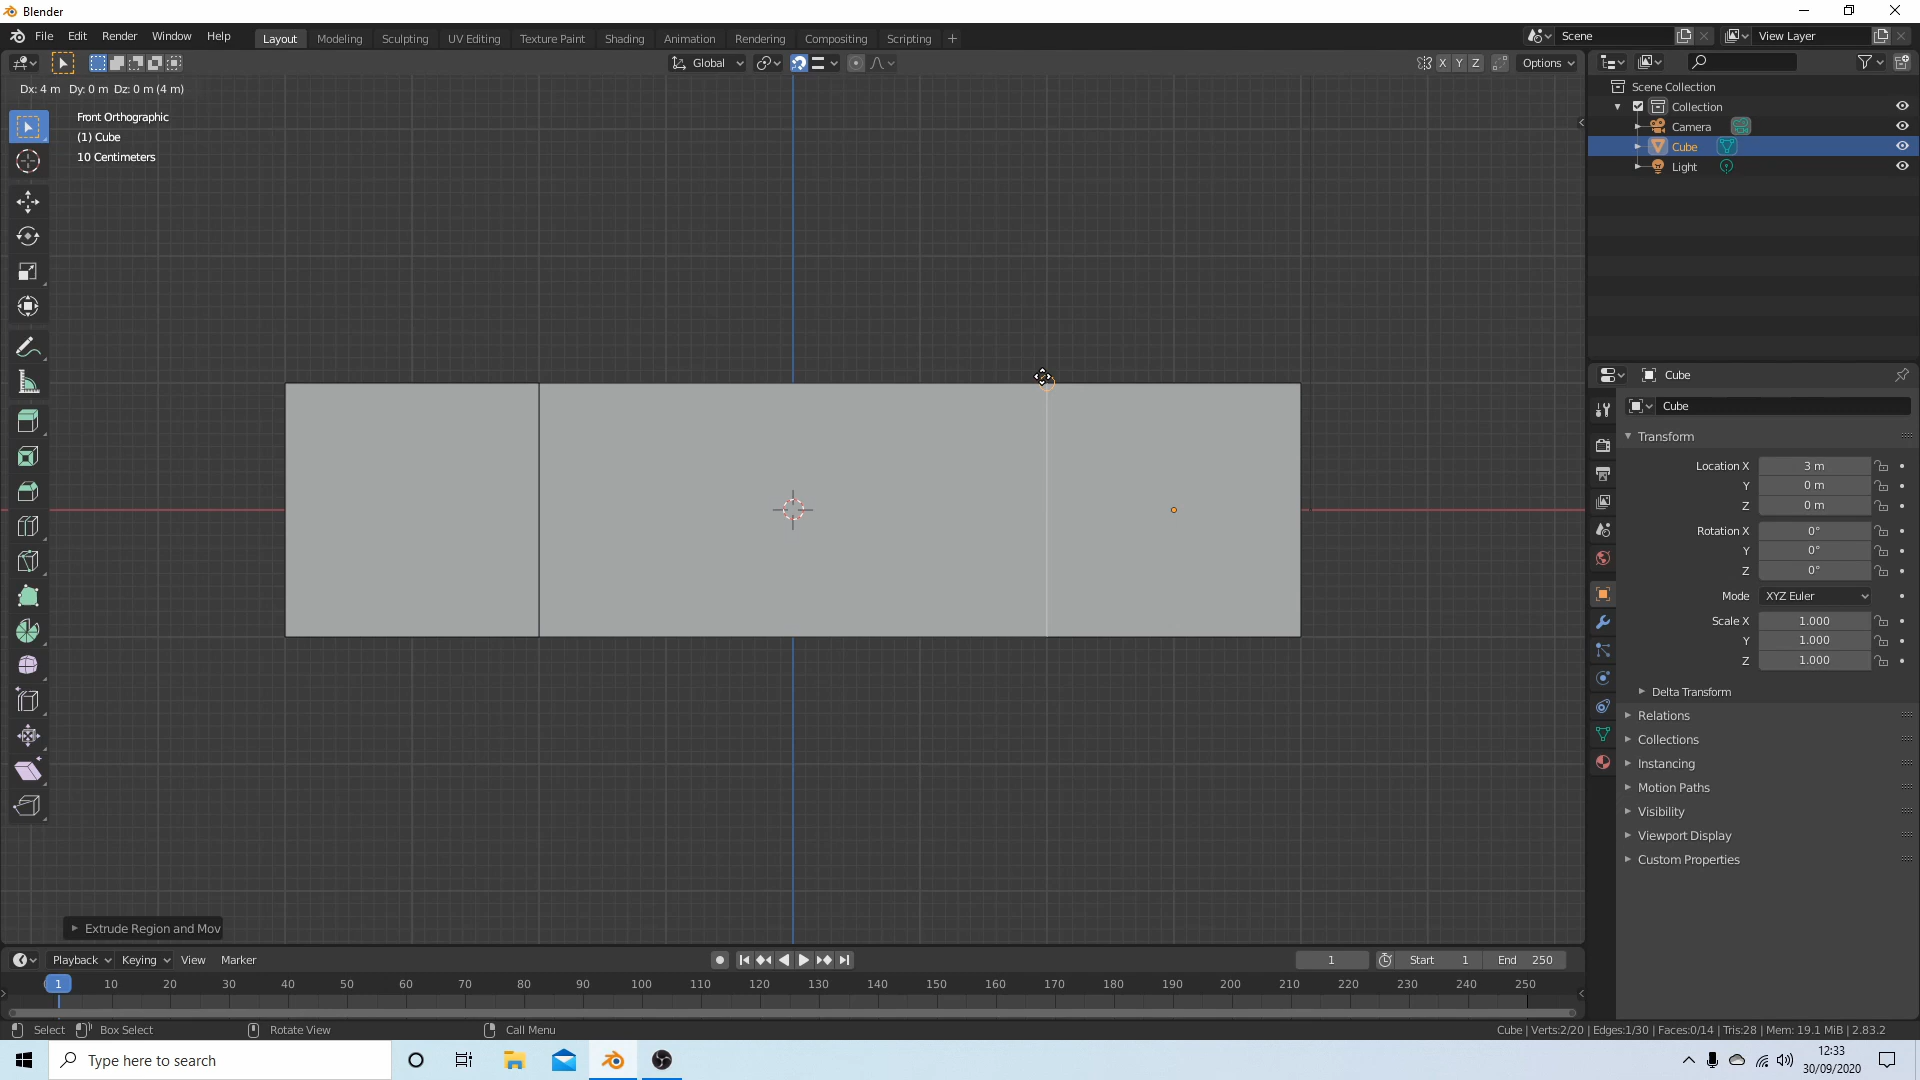 Blender
File Edit Render Window Help
Layout Modeling Sculpting UV Editing Texture Paint Shading Animation Rendering Compositing Scripting
Scene
View Layer
Global
X Y Z Options
Dx: 4 m Dy: 0 m Dz: 0 m (4 m)
Front Orthographic
(1) Cube
10 Centimeters
Scene Collection
Collection
Camera
Cube
Light
Cube
Cube
Transform
Location X 3 m
Y 0 m
Z 0 m
Rotation X 0°
Y 0°
Z 0°
Mode XYZ Euler
Scale X 1.000
Y 1.000
Z 1.000
Delta Transform
Relations
Collections
Instancing
Motion Paths
Visibility
Viewport Display
Custom Properties
Extrude Region and Mov
Playback Keying View Marker
1 Start 1 End 250
1 10 20 30 40 50 60 70 80 90 100 110 120 130 140 150 160 170 180 190 200 210 220 230 240 250
Select Box Select Rotate View Call Menu
Cube | Verts:2/20 | Edges:1/30 | Faces:0/14 | Tris:28 | Mem: 19.1 MiB | 2.83.2
Type here to search
12:33
30/09/2020